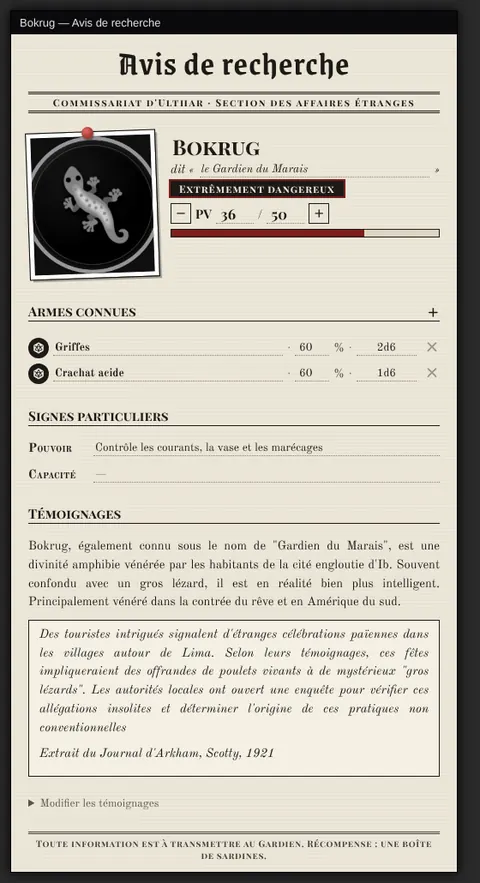 Bokrug — Avis de recherche
Avis de recherche
Commissariat d'Ulthar · Section des affaires étranges
Bokrug
dit « le Gardien du Marais »
Extrêmement dangereux
− PV 36 / 50 +
Armes connues +
Griffes · 60 % · 2d6 ✕
Crachat acide · 60 % · 1d6 ✕
Signes particuliers
Pouvoir Contrôle les courants, la vase et les marécages
Capacité —
Témoignages
Bokrug, également connu sous le nom de "Gardien du Marais", est une
divinité amphibie vénérée par les habitants de la cité engloutie d'Ib. Souvent
confondu avec un gros lézard, il est en réalité bien plus intelligent.
Principalement vénéré dans la contrée du rêve et en Amérique du sud.
Des touristes intrigués signalent d'étranges célébrations païennes dans
les villages autour de Lima. Selon leurs témoignages, ces fêtes
impliqueraient des offrandes de poulets vivants à de mystérieux "gros
lézards". Les autorités locales ont ouvert une enquête pour vérifier ces
allégations insolites et déterminer l'origine de ces pratiques non
conventionnelles
Extrait du Journal d'Arkham, Scotty, 1921
▶ Modifier les témoignages
Toute information est à transmettre au Gardien. Récompense : une boîte
de sardines.